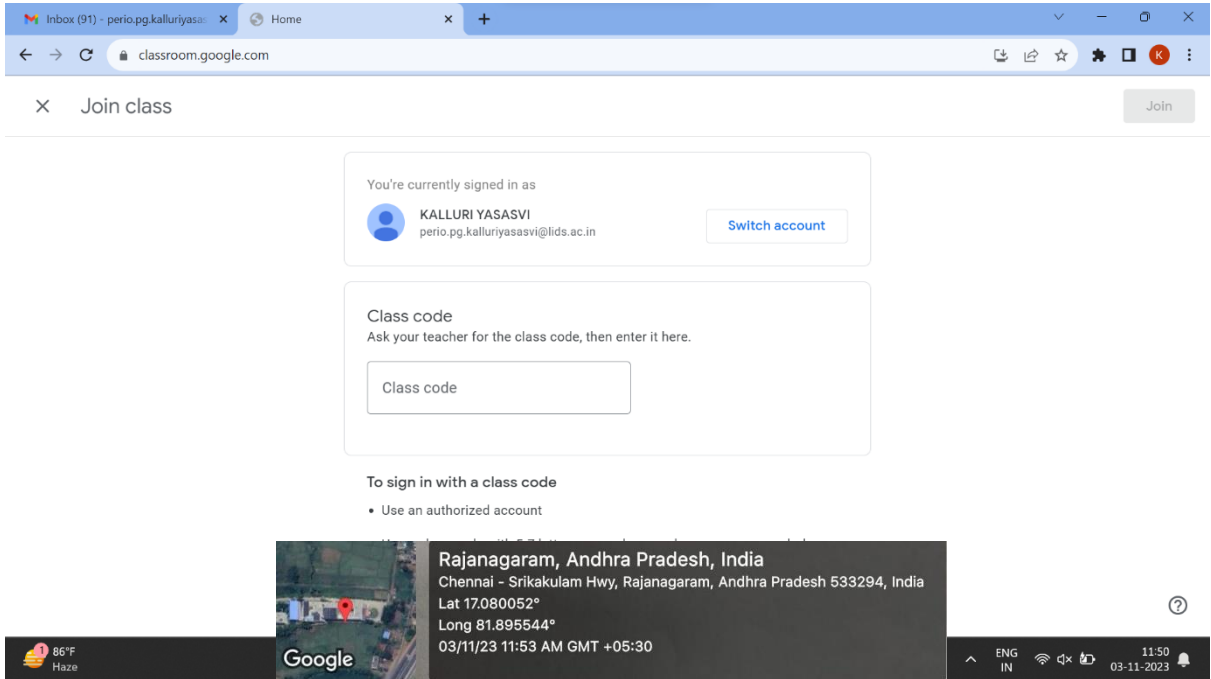 Inbox (91) - perio.pg.kalluriyasas
Home
classroom.google.com
K
Join class
Join
You're currently signed in as
KALLURI YASASVI
perio.pg.kalluriyasasvi@lids.ac.in
Switch account
Class code
Ask your teacher for the class code, then enter it here.
Class code
To sign in with a class code
• Use an authorized account
Rajanagaram, Andhra Pradesh, India
Chennai - Srikakulam Hwy, Rajanagaram, Andhra Pradesh 533294, India
Lat 17.080052°
Long 81.895544°
03/11/23 11:53 AM GMT +05:30
Google
1
86°F
Haze
ENG
IN
11:50
03-11-2023